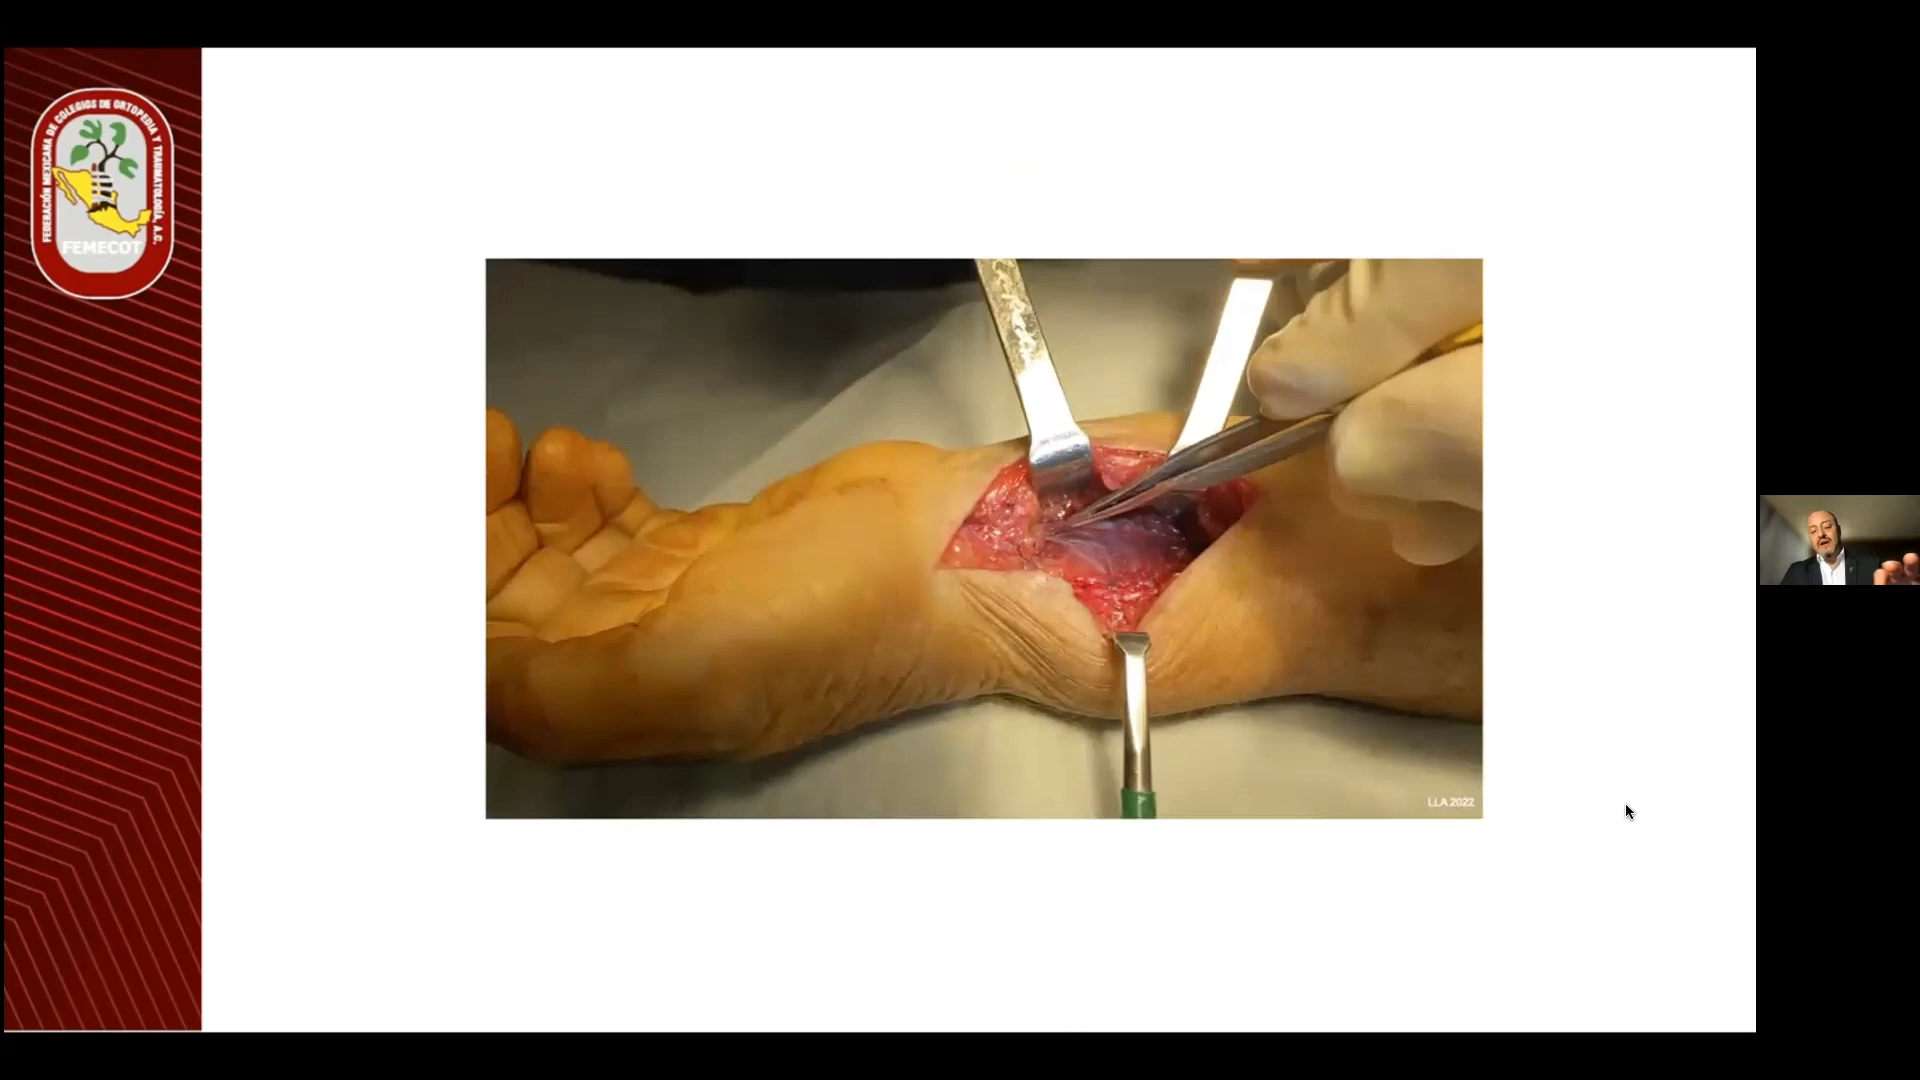 FEDERACIÓN MEXICANA DE COLEGIOS DE ORTOPEDIA Y TRAUMATOLOGÍA, A.C.
FEMECOT
LLA 2022